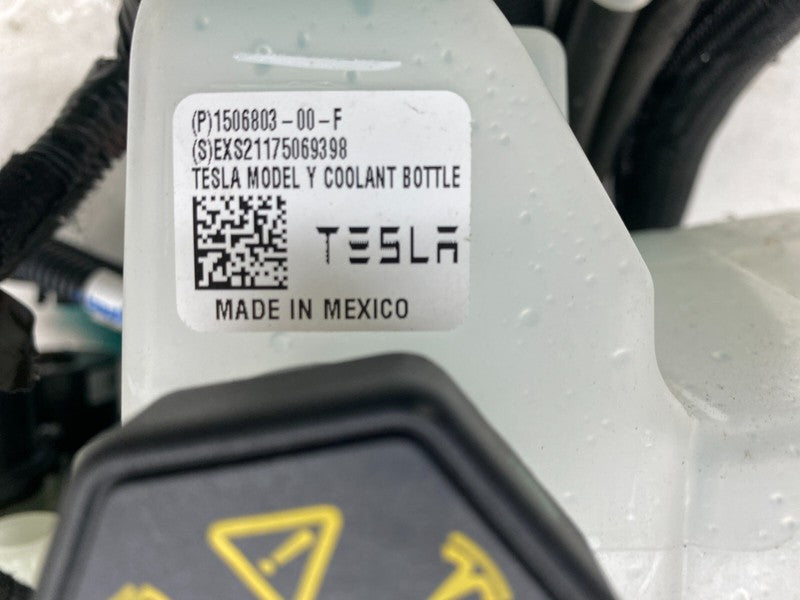 (P)1506803-00-F
(S)EXS21175069398
TESLA MODEL Y COOLANT BOTTLE
TESLA
MADE IN MEXICO